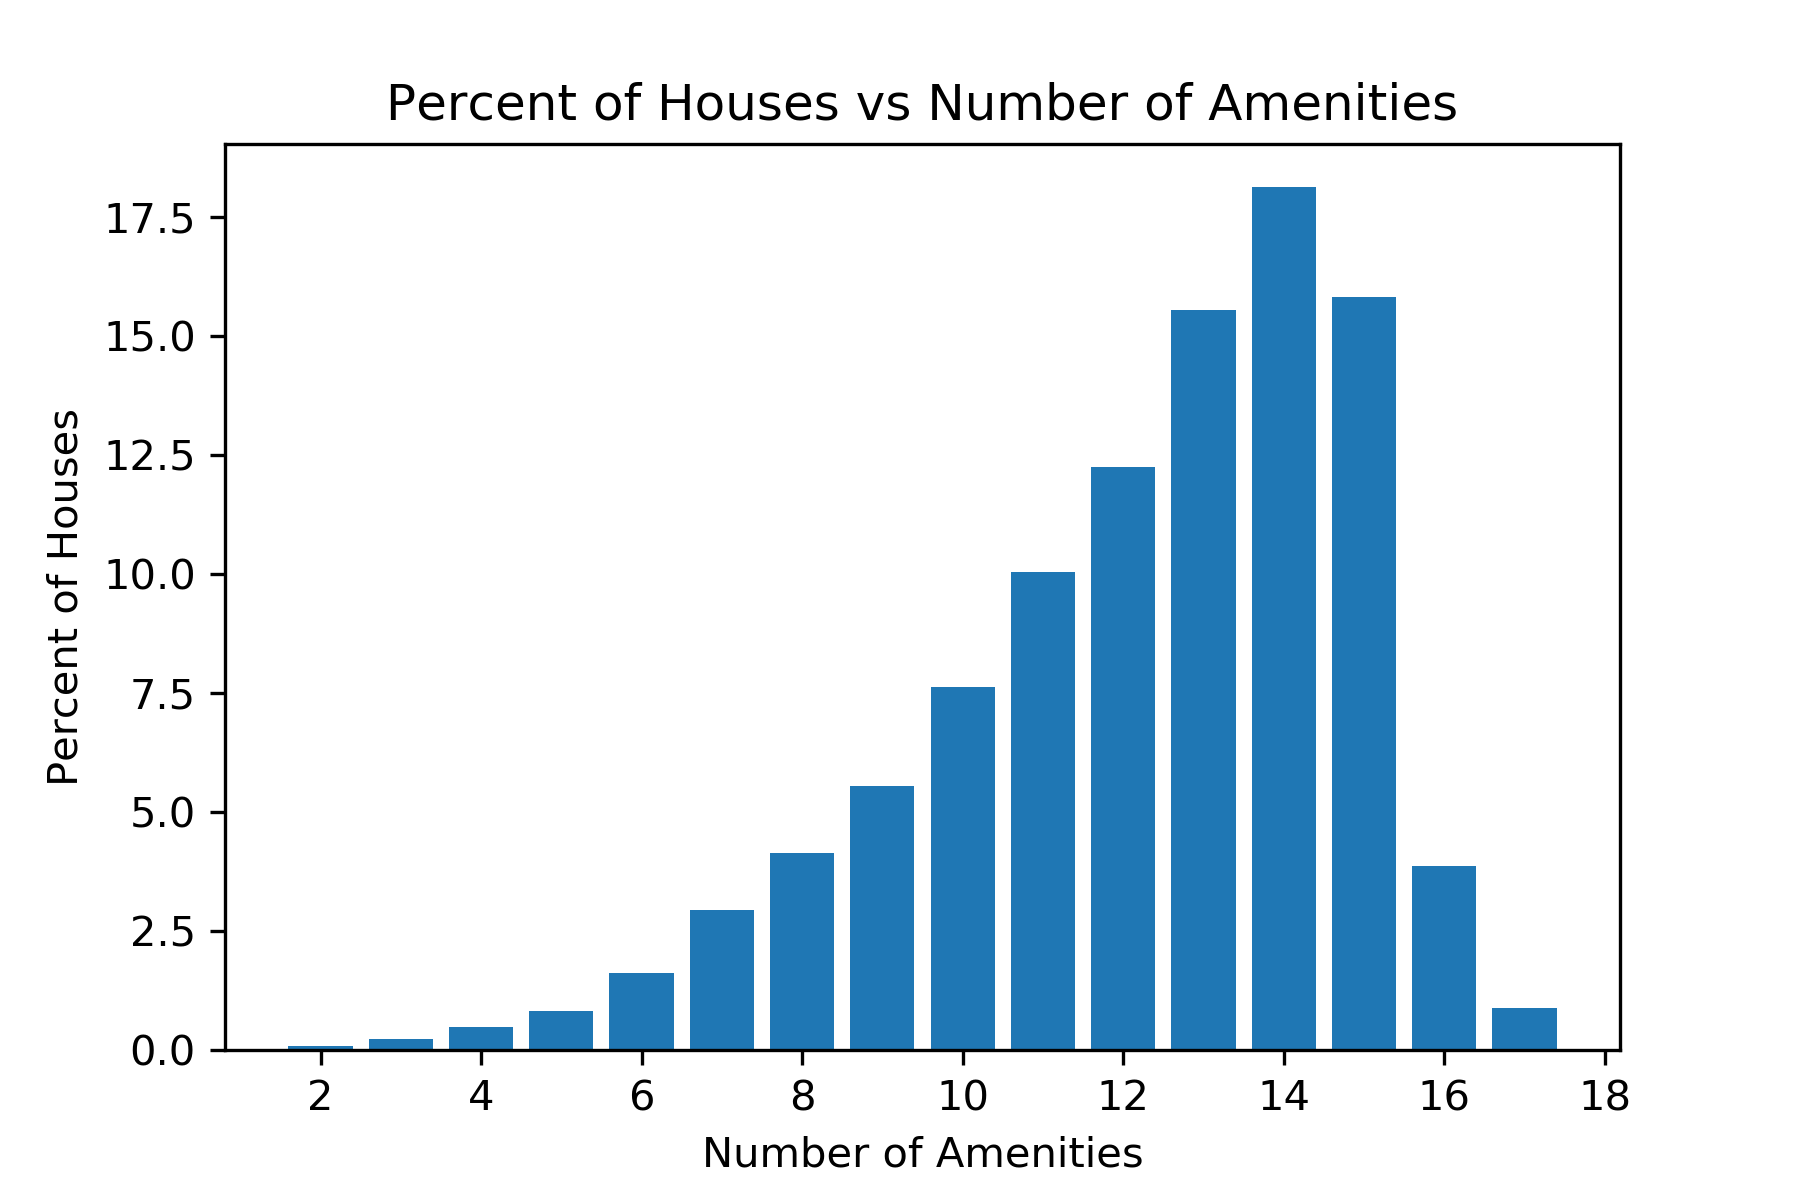 Percent of Houses vs Number of Amenities
Percent of Houses
17.5
15.0
12.5
10.0
7.5
5.0
2.5
0.0
2 4 6 8 10 12 14 16 18
Number of Amenities